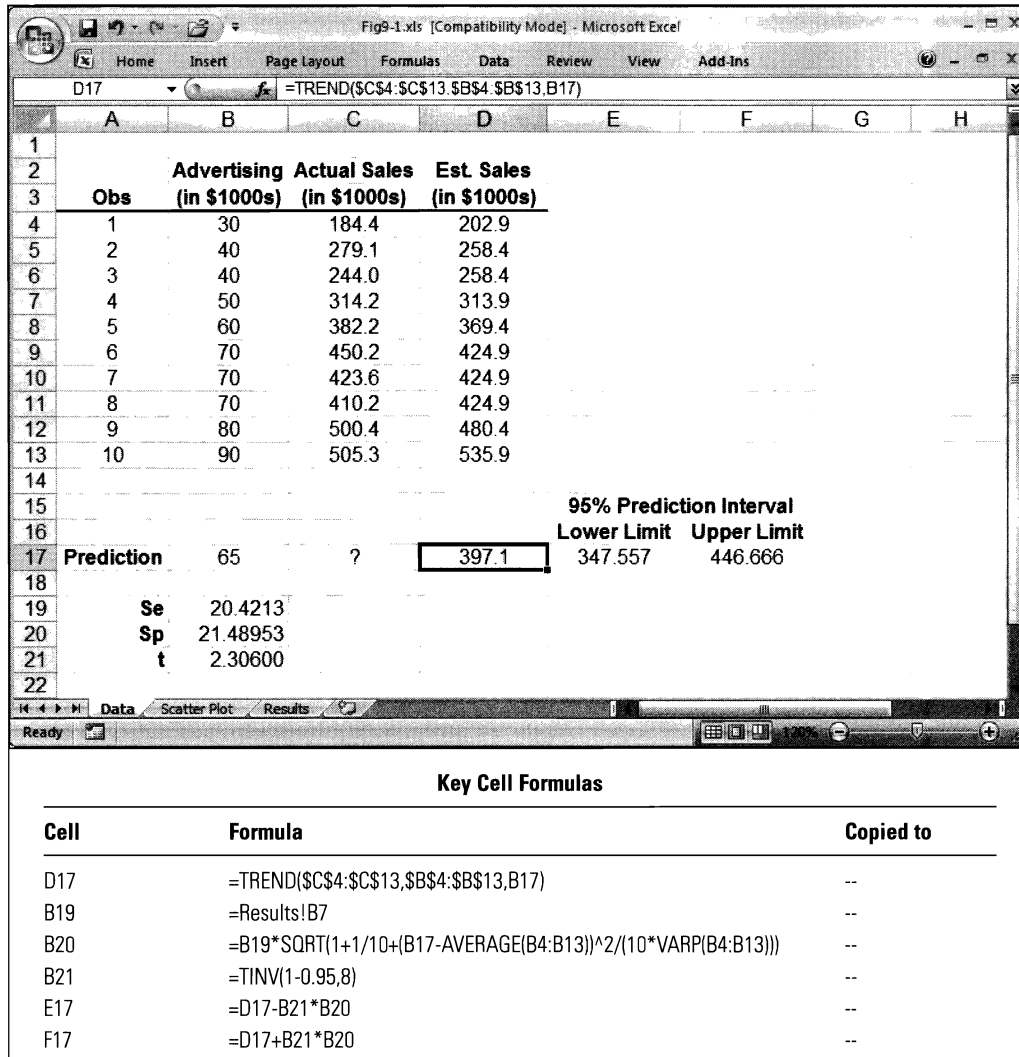 Fig9-1.xls [Compatibility Mode] - Microsoft Excel
Home Insert Page Layout Formulas Data Review View Add-Ins
D17 fx =TREND($C$4:$C$13.$B$4:$B$13,B17)
A B C D E F G H
1
2 Advertising Actual Sales Est. Sales
3 Obs (in $1000s) (in $1000s) (in $1000s)
4 1 30 184.4 202.9
5 2 40 279.1 258.4
6 3 40 244.0 258.4
7 4 50 314.2 313.9
8 5 60 382.2 369.4
9 6 70 450.2 424.9
10 7 70 423.6 424.9
11 8 70 410.2 424.9
12 9 80 500.4 480.4
13 10 90 505.3 535.9
14
15 95% Prediction Interval
16 Lower Limit Upper Limit
17 Prediction 65 ? 397.1 347.557 446.666
18
19 Se 20.4213
20 Sp 21.48953
21 t 2.30600
22
Data Scatter Plot Results
Ready 120%
Key Cell Formulas
Cell Formula Copied to
D17 =TREND($C$4:$C$13,$B$4:$B$13,B17) --
B19 =Results!B7 --
B20 =B19*SQRT(1+1/10+(B17-AVERAGE(B4:B13))^2/(10*VARP(B4:B13))) --
B21 =TINV(1-0.95,8) --
E17 =D17-B21*B20 --
F17 =D17+B21*B20 --